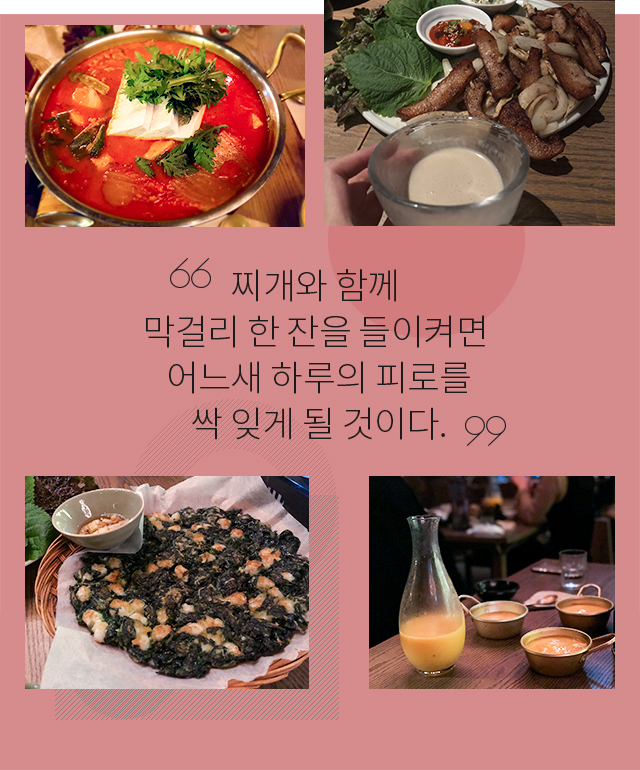 “ 찌개와 함께
막걸리 한 잔을 들이켜면
어느새 하루의 피로를
싹 잊게 될 것이다. ”